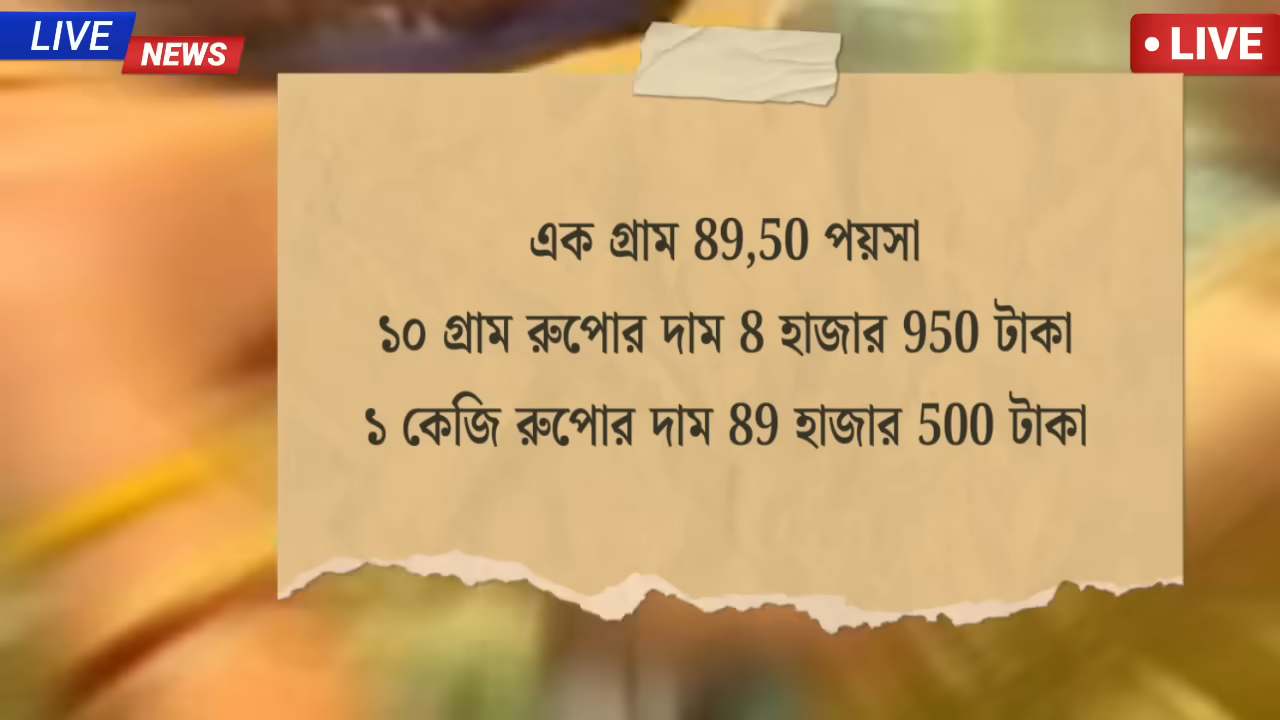 LIVE
NEWS
LIVE
এক গ্রাম 89,50 পয়সা
১০ গ্রাম রুপোর দাম 8 হাজার 950 টাকা
১ কেজি রুপোর দাম 89 হাজার 500 টাকা